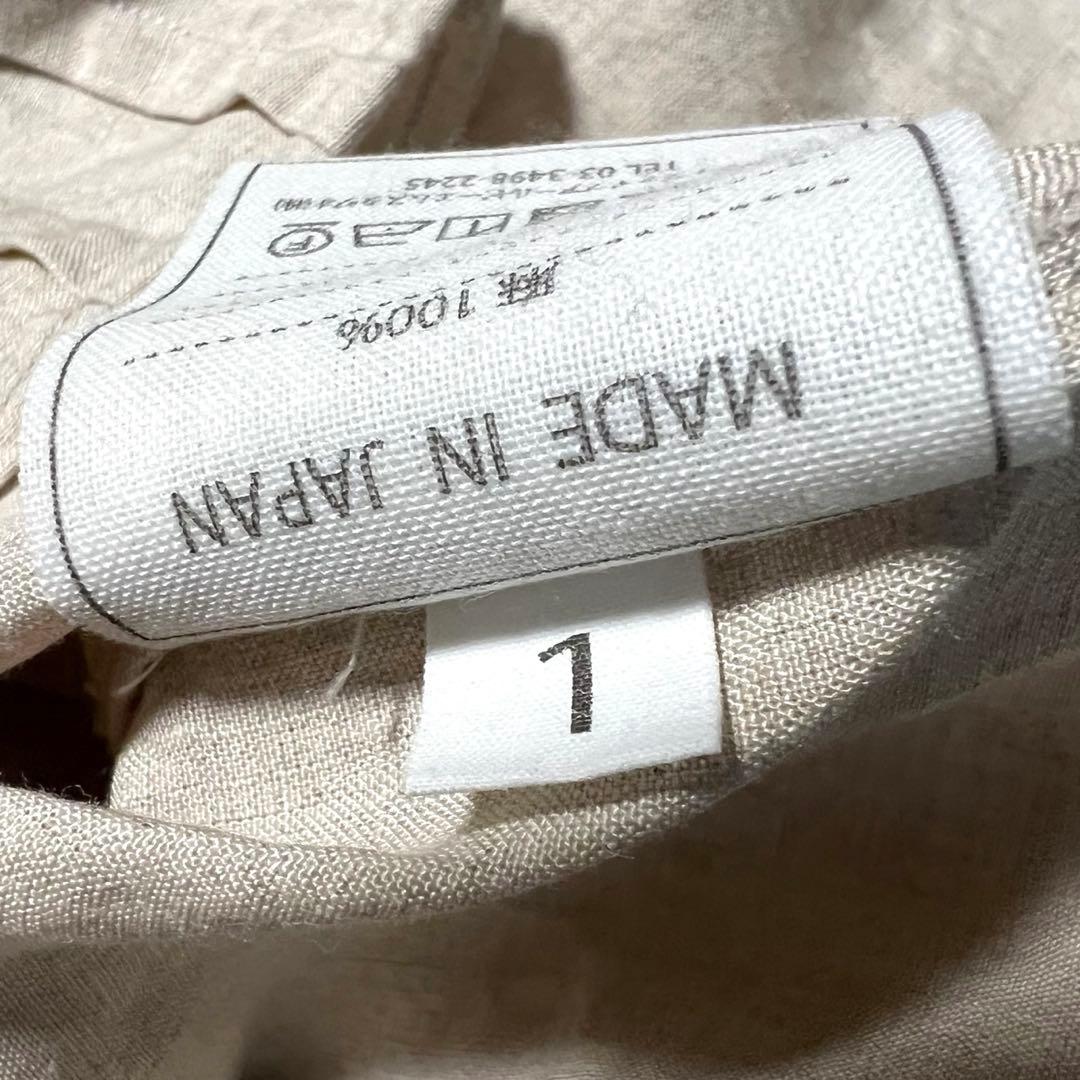 MADE IN JAPAN
麻 100%
TEL 03 3498 2245
1